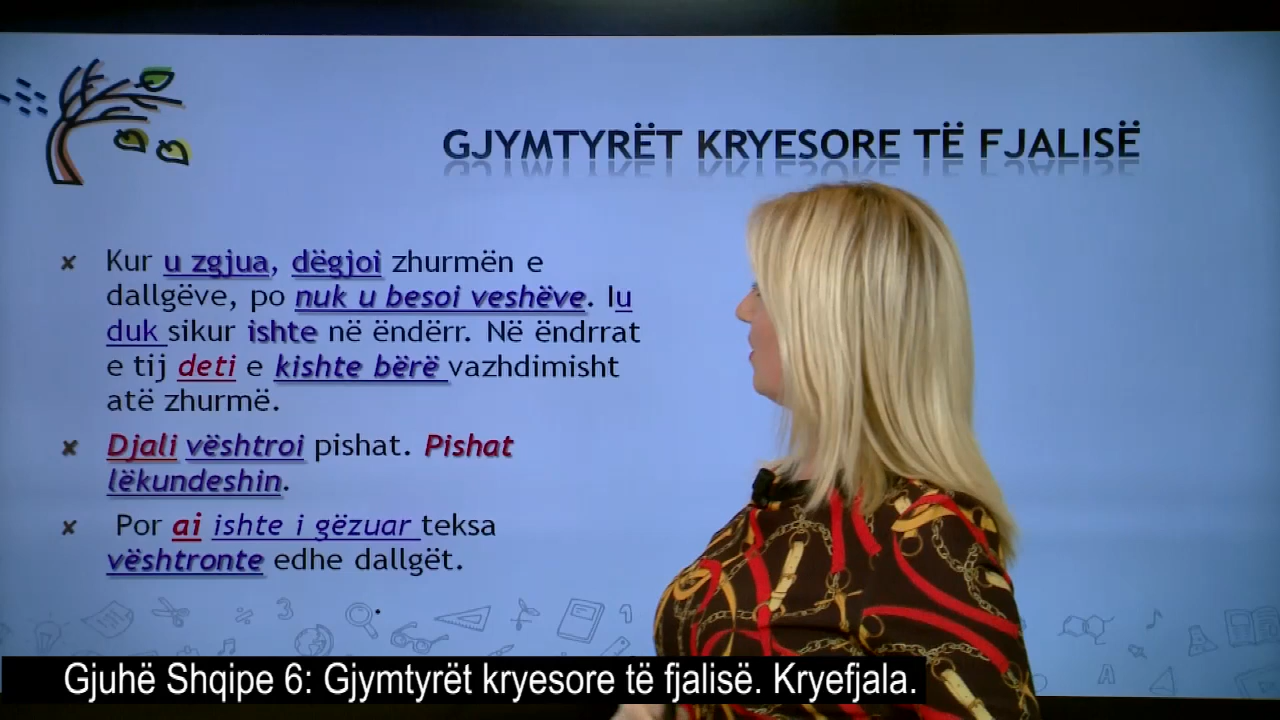 GJYMTYRËT KRYESORE TË FJALISË
Kur u zgjua, dëgjoi zhurmën e
dallgëve, po nuk u besoi veshëve. Iu
duk sikur ishte në ëndërr. Në ëndrrat
e tij deti e kishte bërë vazhdimisht
atë zhurmë.
Djali vështroi pishat. Pishat
lëkundeshin.
Por ai ishte i gëzuar teksa
vështronte edhe dallgët.
Gjuhë Shqipe 6: Gjymtyrët kryesore të fjalisë. Kryefjala.